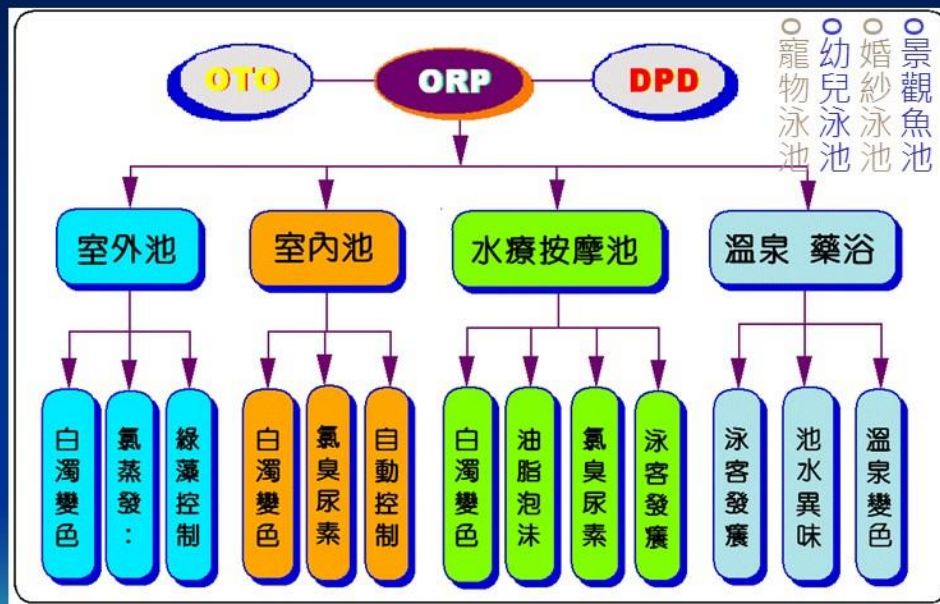 OTO
ORP
DPD
o景觀魚池
o婚紗泳池
o幼兒泳池
o寵物泳池
室外池
室內池
水療按摩池
溫泉 藥浴
白濁變色
氯蒸發:
綠藻控制
白濁變色
氯臭尿素
自動控制
白濁變色
油脂泡沫
氯臭尿素
泳客發癢
泳客發癢
池水異味
溫泉變色